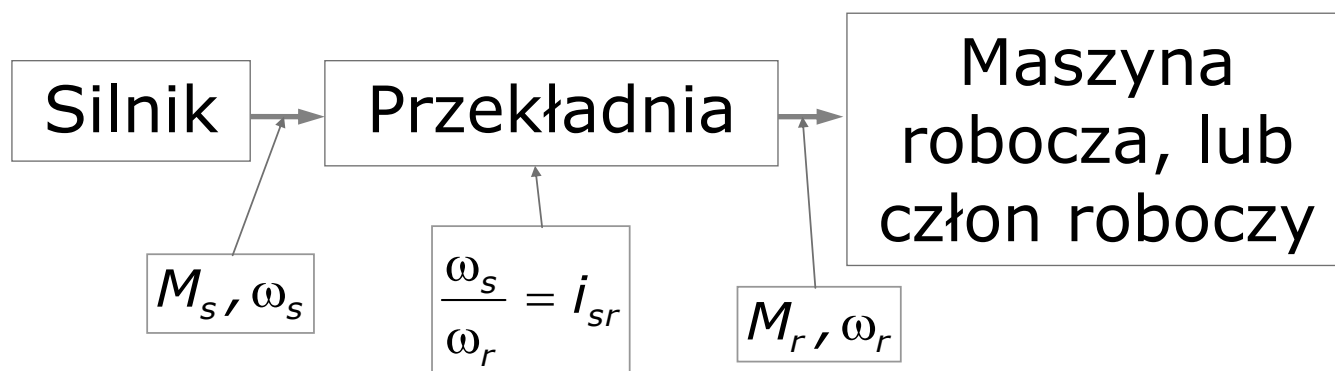 Silnik
Przekładnia
Maszyna
robocza, lub
człon roboczy
M_s, ω_s
ω_s/ω_r = i_sr
M_r, ω_r